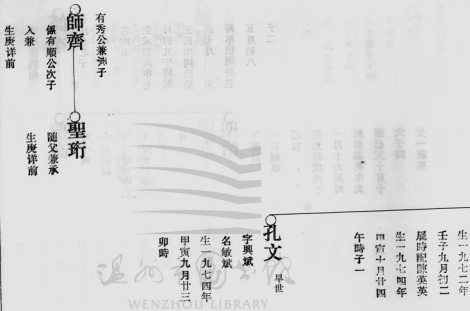 生一九七二年
壬子九月初二
辰時配陳英英
生一九七四年
甲寅十月廿四
午時子一
孔文
早世
字興斌
名敏斌
生一九七四年
甲寅九月廿三
卯時
有秀公兼祧子
師齊
係有順公次子
入兼
生庚详前
聖珩
随父兼承
生庚详前
温州图书馆
WENZHOU LIBRARY